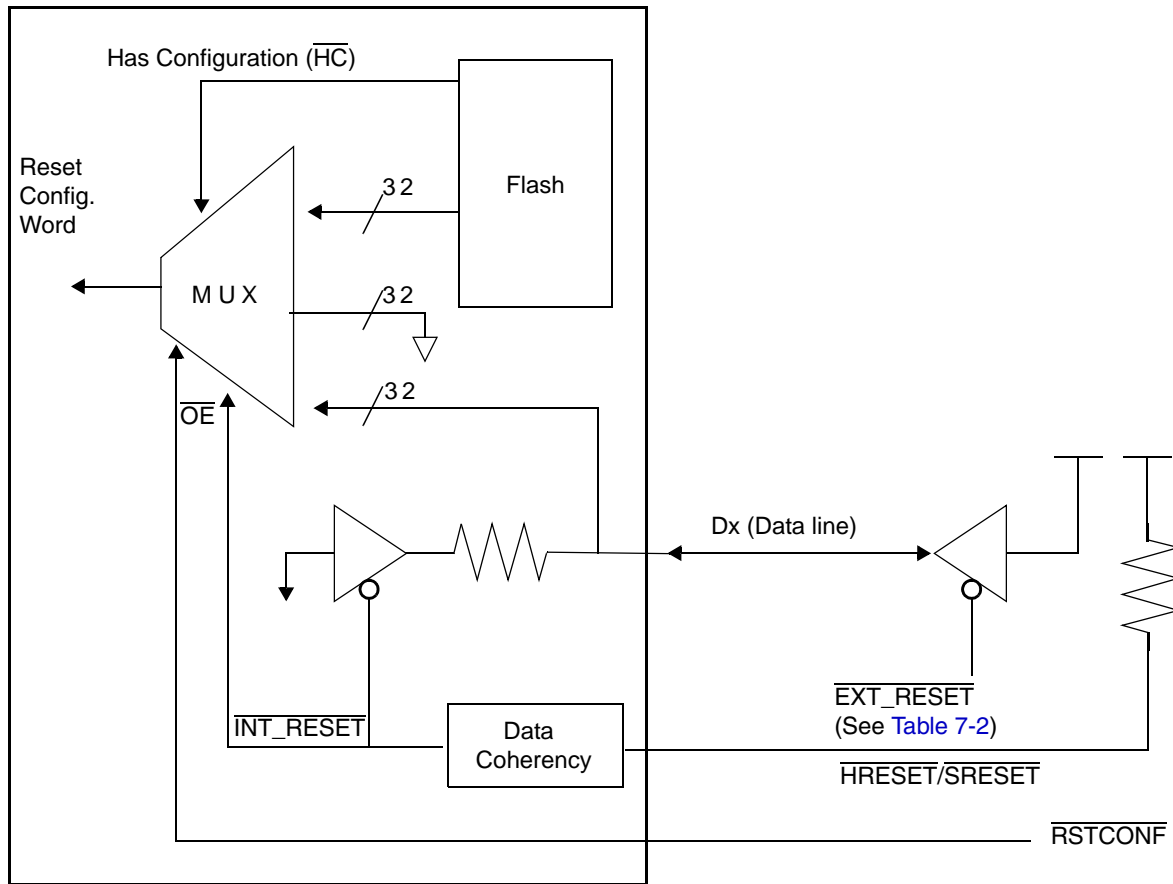 Has Configuration (HC)
Reset
Config.
Word
32
Flash
MUX
32
32
OE
Dx (Data line)
INT_RESET
Data
Coherency
EXT_RESET
(See Table 7-2)
HRESET/SRESET
RSTCONF